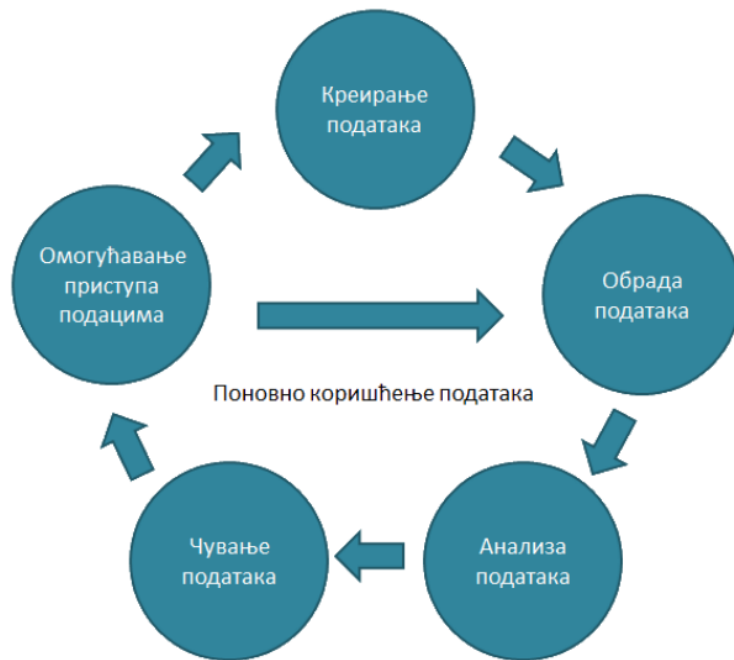 Креирање
података
Омогућавање
приступа
подацима
Обрада
података
Поновно коришћење података
Чување
података
Анализа
података